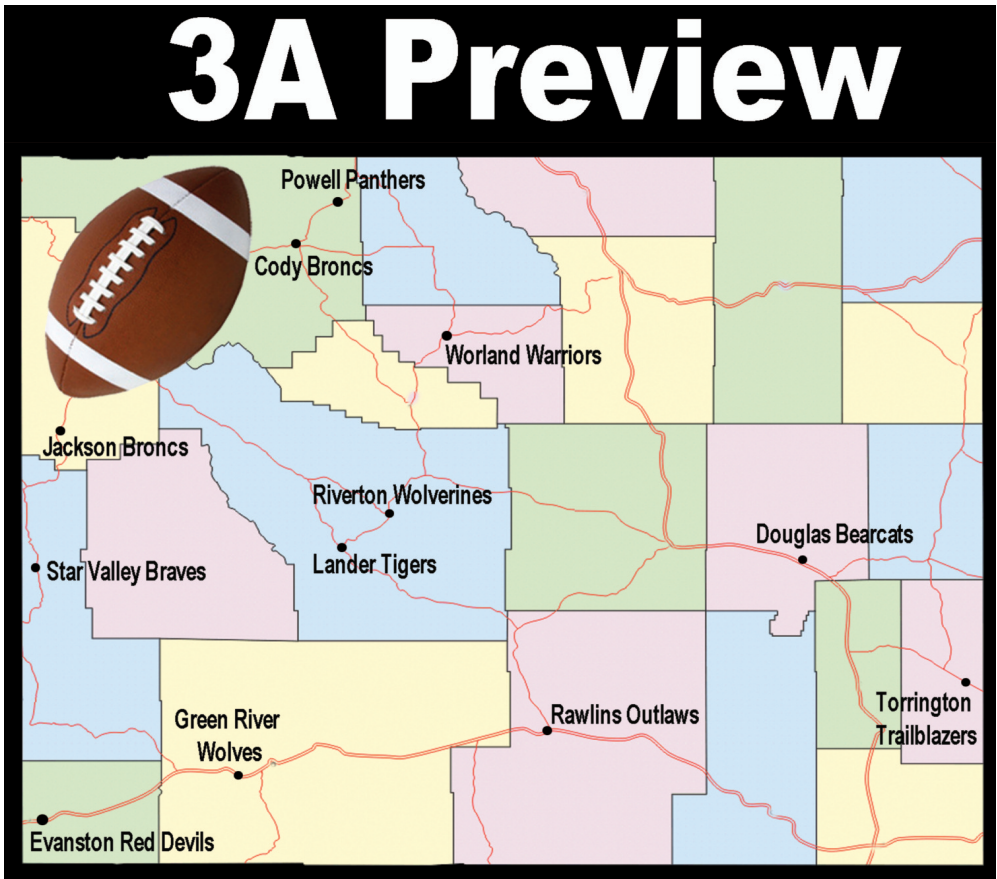 3A Preview
Powell Panthers
Cody Broncs
Worland Warriors
Jackson Broncs
Riverton Wolverines
Douglas Bearcats
Lander Tigers
Star Valley Braves
Torrington
Trailblazers
Green River
Wolves
Rawlins Outlaws
Evanston Red Devils